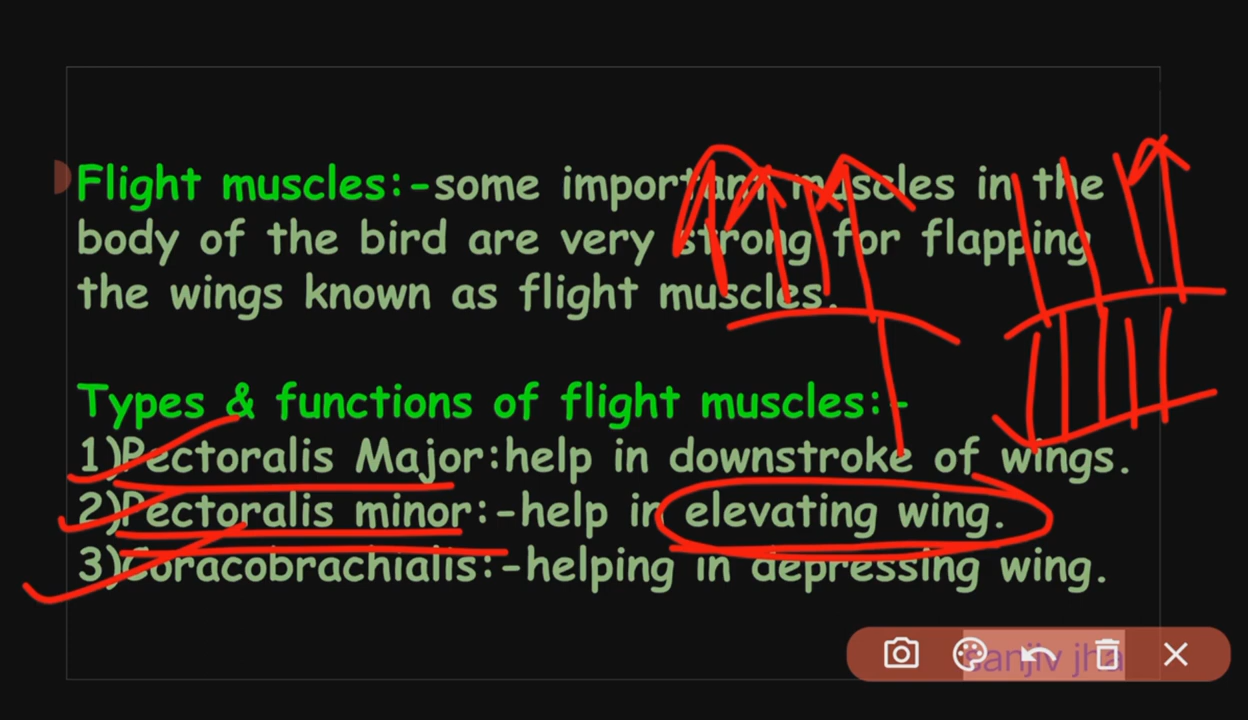 Flight muscles:-some important muscles in the
body of the bird are very strong for flapping
the wings known as flight muscles.
Types & functions of flight muscles:-
1)Pectoralis Major:help in downstroke of wings.
2)Pectoralis minor:-help in elevating wing.
3)Coracobrachialis:-helping in depressing wing.
sanjiv jha